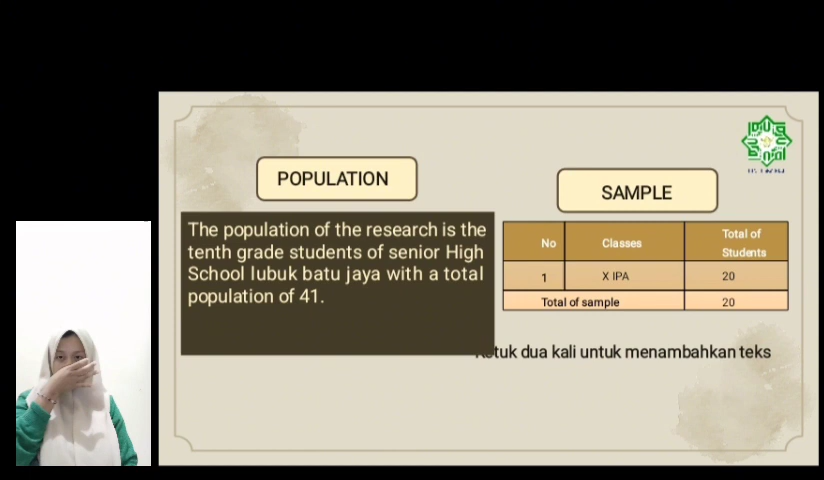 POPULATION
The population of the research is the
tenth grade students of senior High
School lubuk batu jaya with a total
population of 41.
SAMPLE
No Classes Total of Students
1 X IPA 20
Total of sample 20
dua kali untuk menambahkan teks